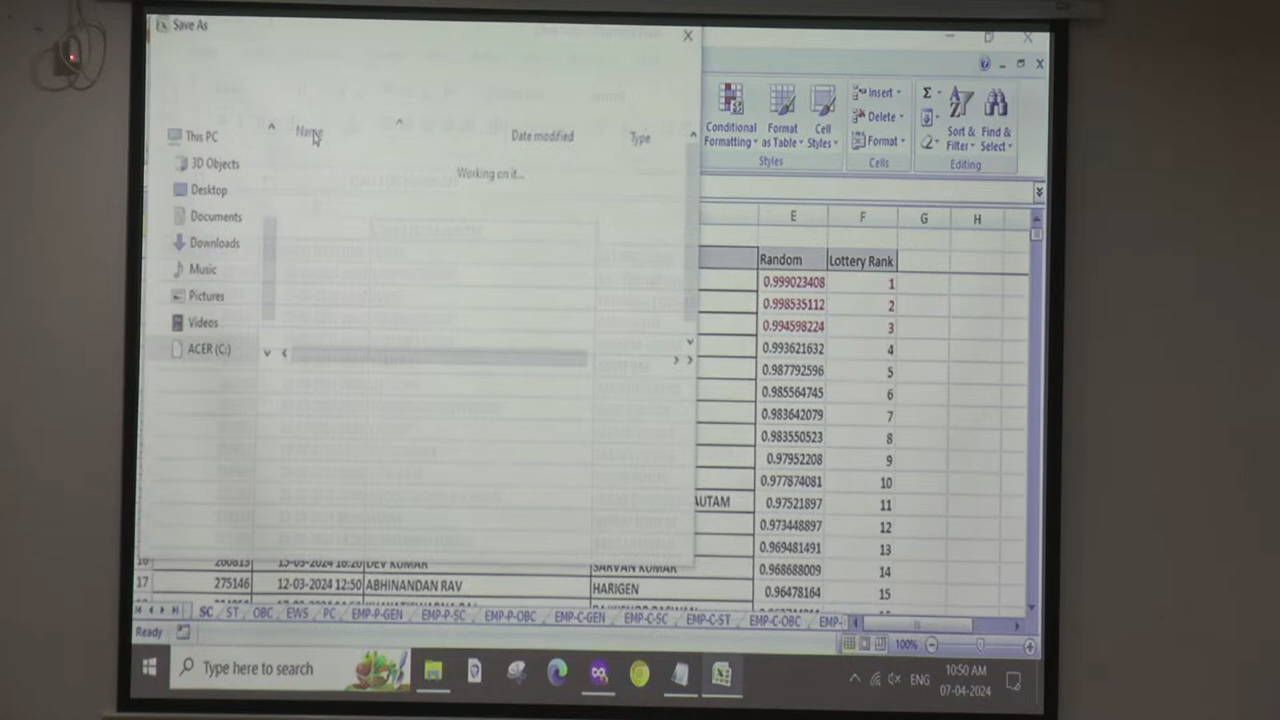 Save As
This PC
3D Objects
Desktop
Documents
Downloads
Music
Pictures
Videos
ACER (C:)
Name
Date modified
Type
Working on it...
Conditional Formatting
Format as Table
Cell Styles
Styles
Insert
Delete
Format
Cells
Σ
Sort & Filter
Find & Select
Editing
E F G H
Random Lottery Rank
0.999023408 1
0.998535112 2
0.994598224 3
0.993621632 4
0.987792596 5
0.985564745 6
0.983642079 7
0.983550523 8
0.97952208 9
0.977874081 10
AUTAM 0.97521897 11
0.973448897 12
0.969481491 13
SARVAN KUMAR 0.968688009 14
17 275146 12-03-2024 12:50 ABHINANDAN RAV HARIGEN 0.96478164 15
SC ST OBC EWS PC EMP-P-GEN EMP-P-SC EMP-P-OBC EMP-C-GEN EMP-C-SC EMP-C-ST EMP-C-OBC EMP-
Ready
100%
Type here to search
ENG
10:50 AM
07-04-2024